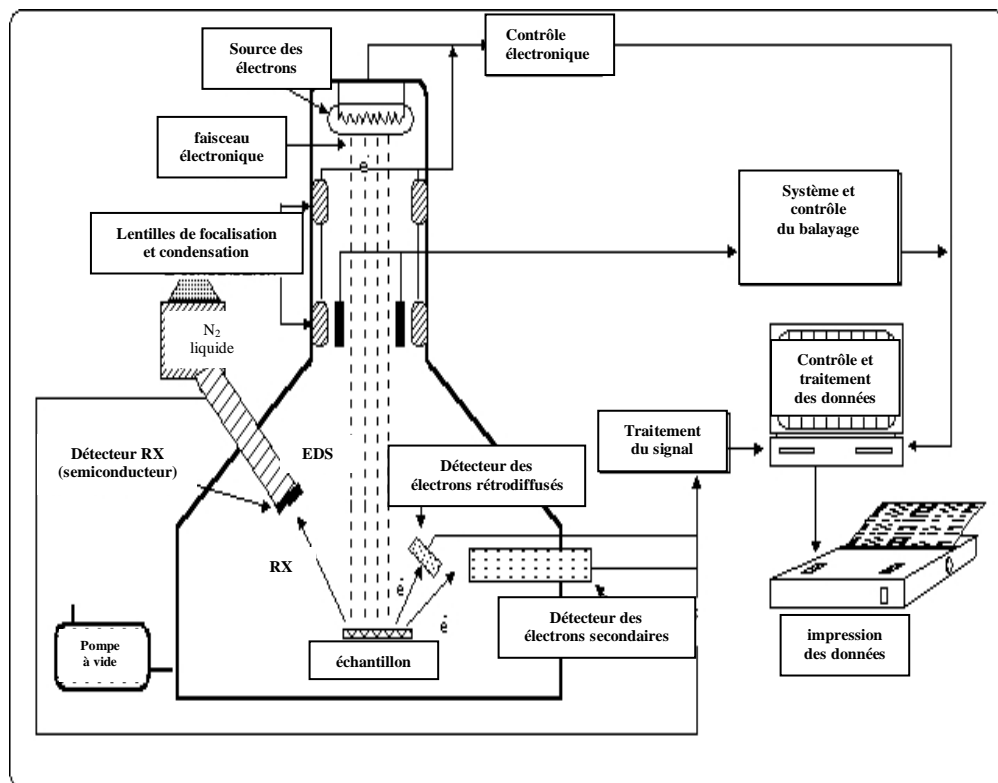 Source des
électrons
Contrôle
électronique
faisceau
électronique
e-
Lentilles de focalisation
et condensation
Système et
contrôle
du balayage
N2
liquide
Contrôle et
traitement
des données
Traitement
du signal
Détecteur RX
(semiconducteur)
EDS
Détecteur des
électrons rétrodiffusés
RX
e-
e-
Détecteur des
électrons secondaires
Pompe
à vide
échantillon
impression
des données